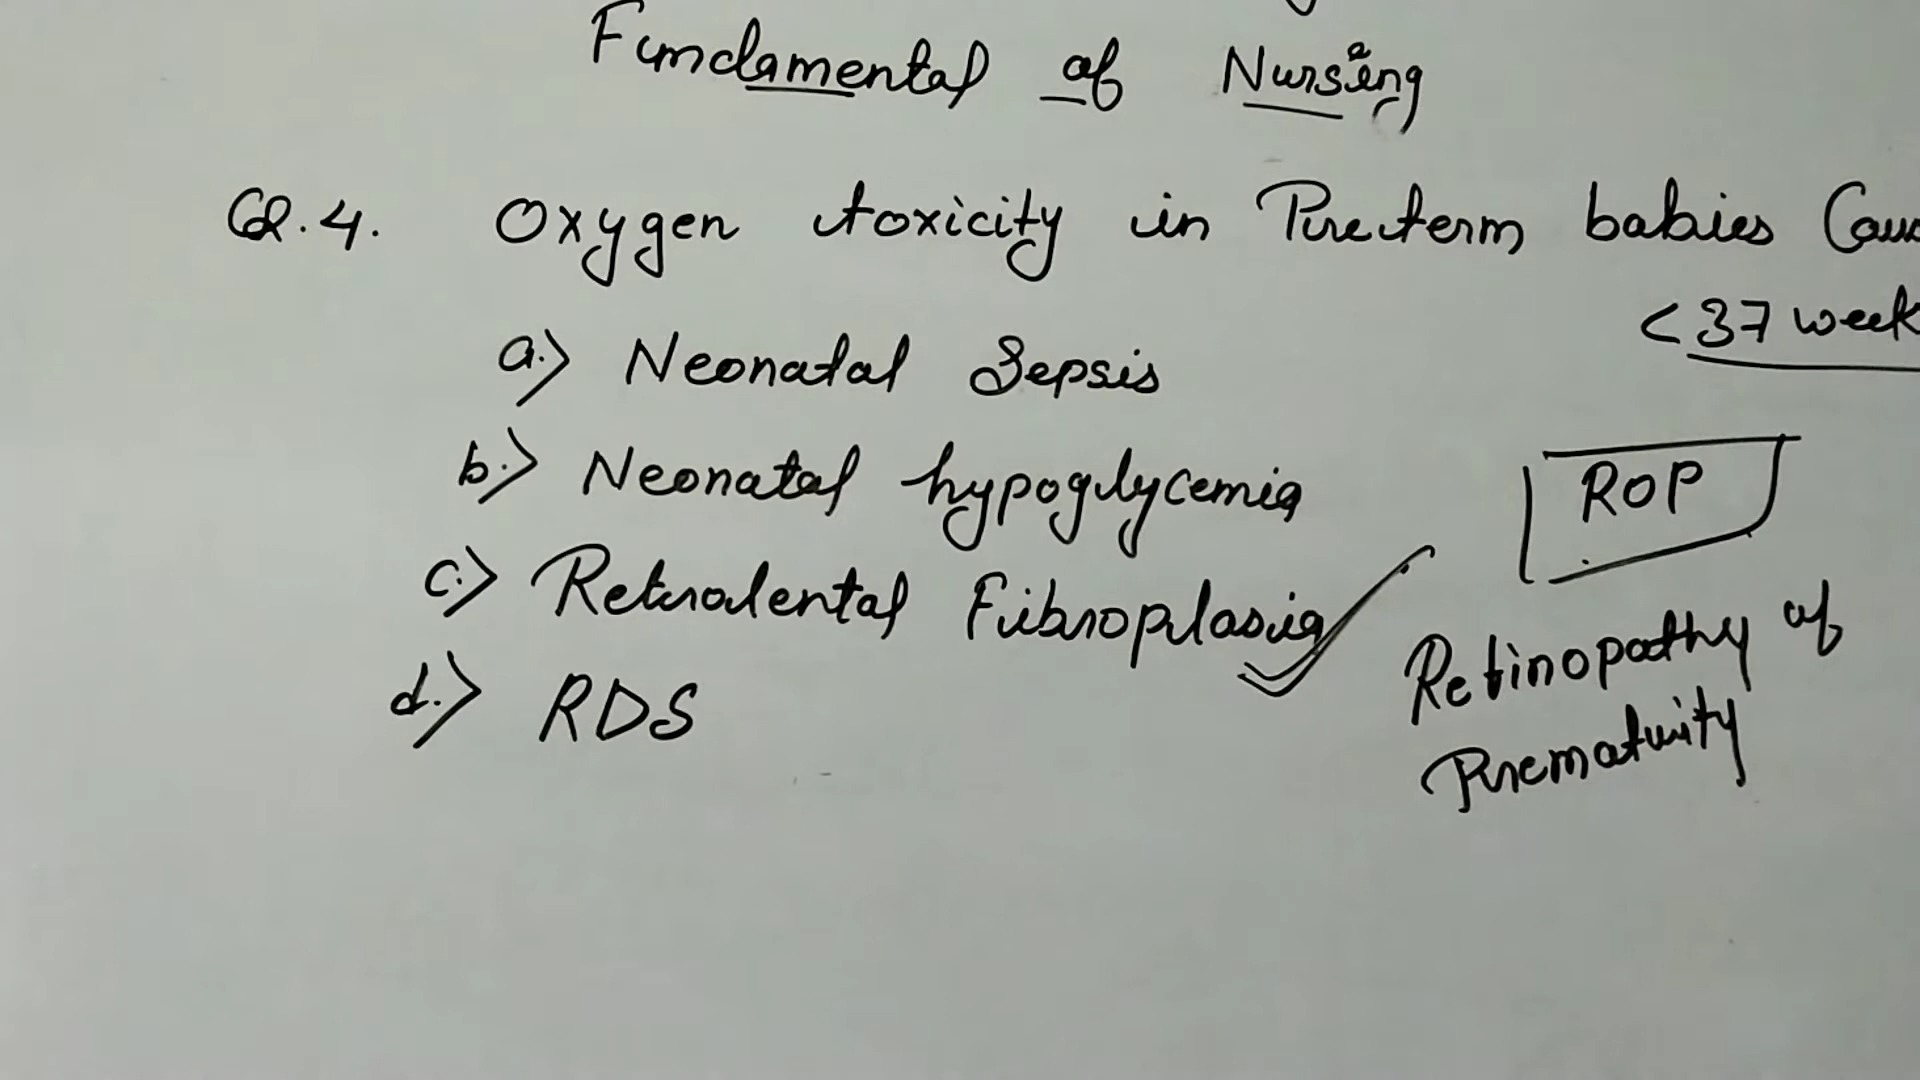 Fundamental of Nursing
Q.4. Oxygen toxicity in Preterm babies
<37 week
a.) Neonatal Sepsis
b.) Neonatal hypoglycemia
ROP
c.) Retrolental Fibroplasia
Retinopathy of
Prematurity
d.) RDS